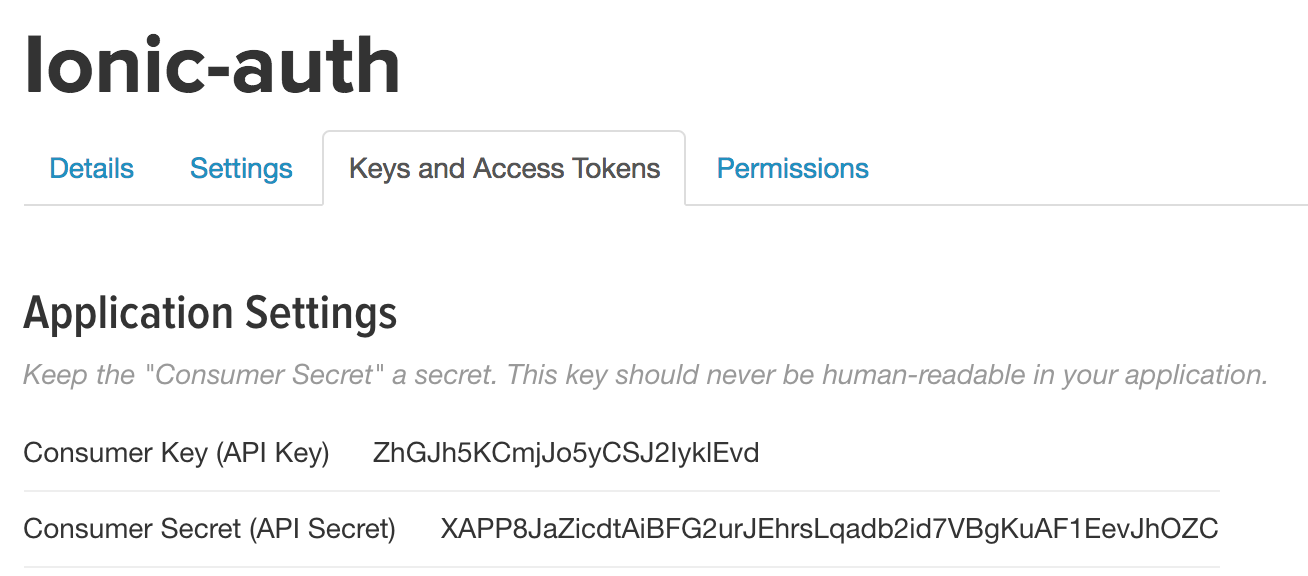 Ionic-auth
Details Settings Keys and Access Tokens Permissions
Application Settings
Keep the "Consumer Secret" a secret. This key should never be human-readable in your application.
Consumer Key (API Key) ZhGJh5KCmjJo5yCSJ2IyklEvd
Consumer Secret (API Secret) XAPP8JaZicdtAiBFG2urJEhrsLqadb2id7VBgKuAF1EevJhOZC